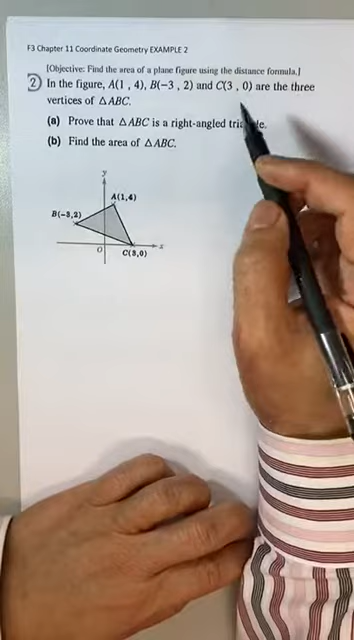 F3 Chapter 11 Coordinate Geometry EXAMPLE 2
[Objective: Find the area of a plane figure using the distance formula.]
2 In the figure, A(1 , 4), B(−3 , 2) and C(3 , 0) are the three
vertices of △ABC.
(a) Prove that △ABC is a right-angled
(b) Find the area of △ABC.
y
A(1,4)
B(−3,2)
O
C(3,0)
x